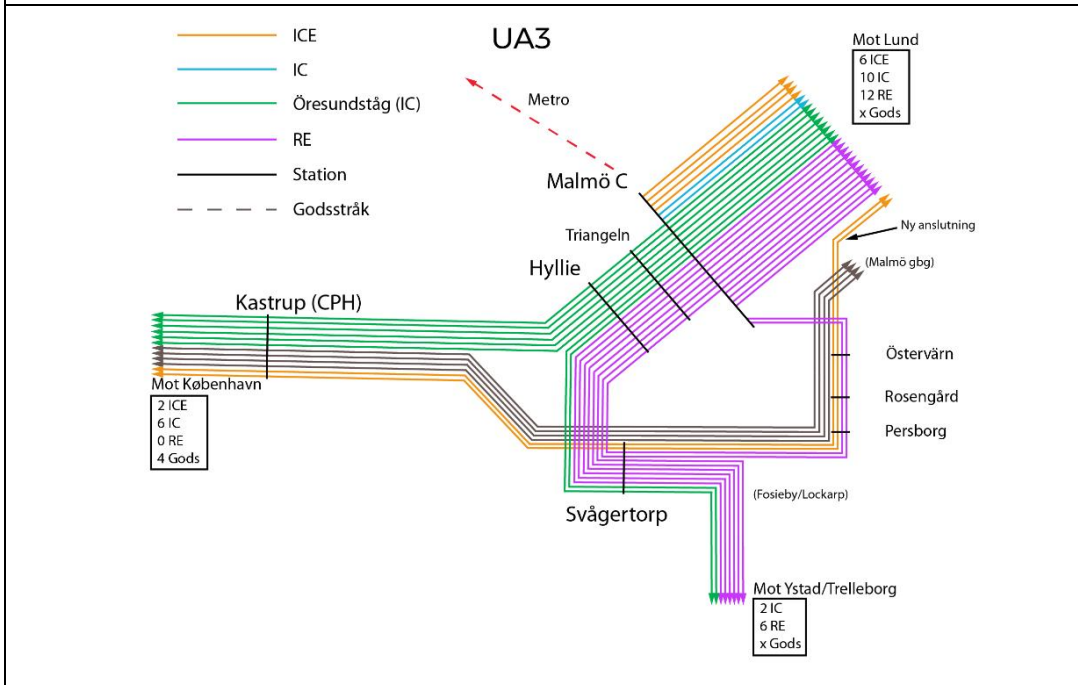 UA3
ICE
IC
Öresundståg (IC)
RE
Station
Godsstråk
Metro
Mot Lund
6 ICE
10 IC
12 RE
x Gods
Malmö C
Triangeln
Hyllie
Ny anslutning
(Malmö gbg)
Kastrup (CPH)
Östervärn
Rosengård
Persborg
Mot København
2 ICE
6 IC
0 RE
4 Gods
(Fosieby/Lockarp)
Svågertorp
Mot Ystad/Trelleborg
2 IC
6 RE
x Gods